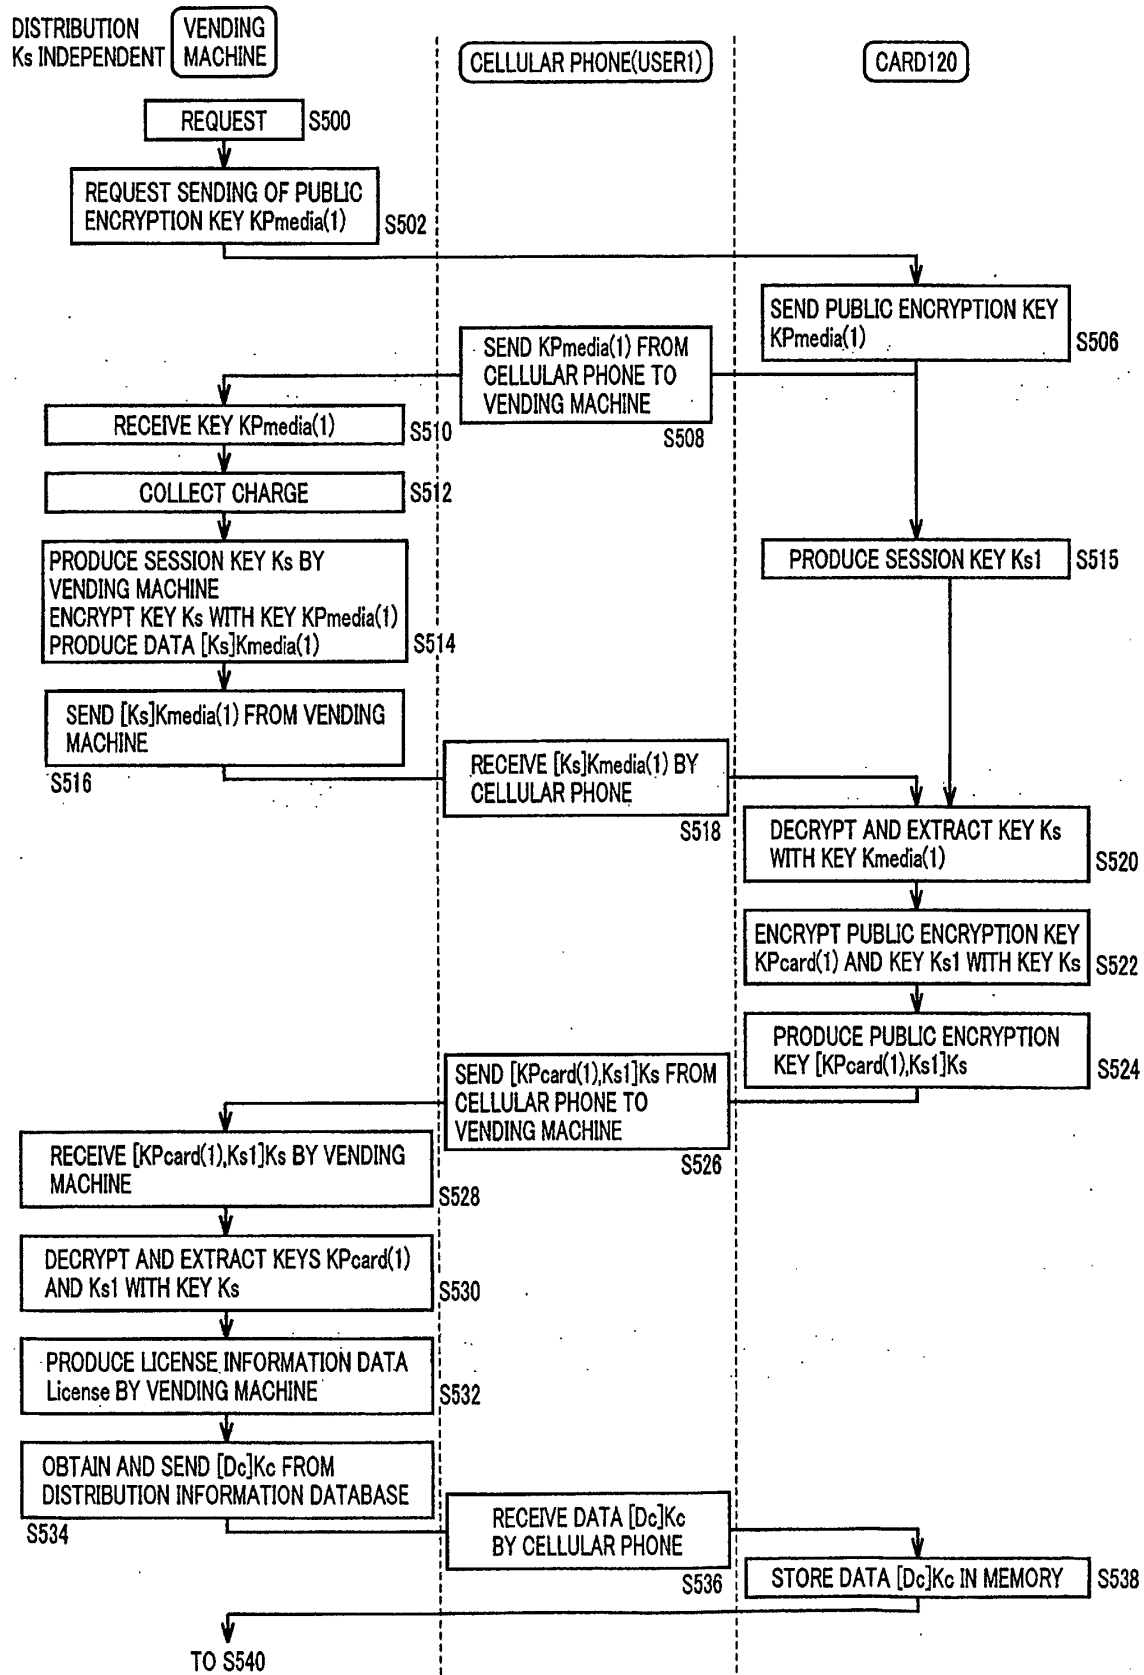 DISTRIBUTION
Ks INDEPENDENT
VENDING
MACHINE
CELLULAR PHONE(USER1)
CARD120
REQUEST
S500
REQUEST SENDING OF PUBLIC
ENCRYPTION KEY KPmedia(1)
S502
SEND PUBLIC ENCRYPTION KEY
KPmedia(1)
S506
SEND KPmedia(1) FROM
CELLULAR PHONE TO
VENDING MACHINE
S508
RECEIVE KEY KPmedia(1)
S510
COLLECT CHARGE
S512
PRODUCE SESSION KEY Ks BY
VENDING MACHINE
ENCRYPT KEY Ks WITH KEY KPmedia(1)
PRODUCE DATA [Ks]Kmedia(1)
S514
PRODUCE SESSION KEY Ks1
S515
SEND [Ks]Kmedia(1) FROM VENDING
MACHINE
S516
RECEIVE [Ks]Kmedia(1) BY
CELLULAR PHONE
S518
DECRYPT AND EXTRACT KEY Ks
WITH KEY Kmedia(1)
S520
ENCRYPT PUBLIC ENCRYPTION KEY
KPcard(1) AND KEY Ks1 WITH KEY Ks
S522
PRODUCE PUBLIC ENCRYPTION
KEY [KPcard(1),Ks1]Ks
S524
SEND [KPcard(1),Ks1]Ks FROM
CELLULAR PHONE TO
VENDING MACHINE
S526
RECEIVE [KPcard(1),Ks1]Ks BY VENDING
MACHINE
S528
DECRYPT AND EXTRACT KEYS KPcard(1)
AND Ks1 WITH KEY Ks
S530
PRODUCE LICENSE INFORMATION DATA
License BY VENDING MACHINE
S532
OBTAIN AND SEND [Dc]Kc FROM
DISTRIBUTION INFORMATION DATABASE
S534
RECEIVE DATA [Dc]Kc
BY CELLULAR PHONE
S536
STORE DATA [Dc]Kc IN MEMORY
S538
TO S540